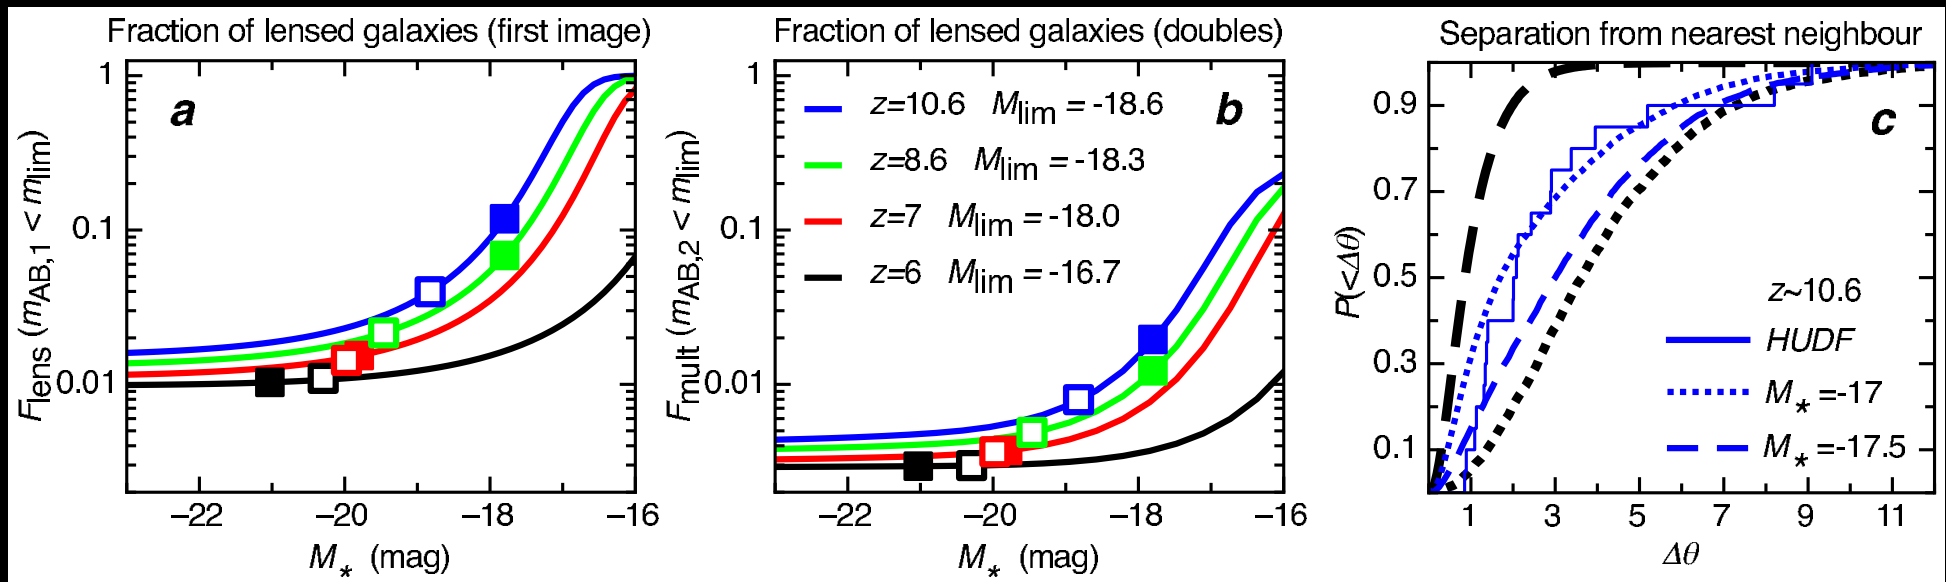 Fraction of lensed galaxies (first image)
F_lens (m_AB,1 < m_lim)
1
0.1
0.01
a
−22
−20
−18
−16
M_* (mag)
Fraction of lensed galaxies (doubles)
F_mult (m_AB,2 < m_lim)
1
0.1
0.01
b
z=10.6 M_lim = -18.6
z=8.6 M_lim = -18.3
z=7 M_lim = -18.0
z=6 M_lim = -16.7
−22
−20
−18
−16
M_* (mag)
Separation from nearest neighbour
P(<Δθ)
0.9
0.7
0.5
0.3
0.1
c
z~10.6
HUDF
M_*=-17
M_*=-17.5
1
3
5
7
9
11
Δθ